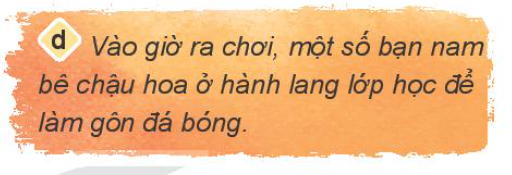 d Vào giờ ra chơi, một số bạn nam
bê chậu hoa ở hành lang lớp học để
làm gôn đá bóng.